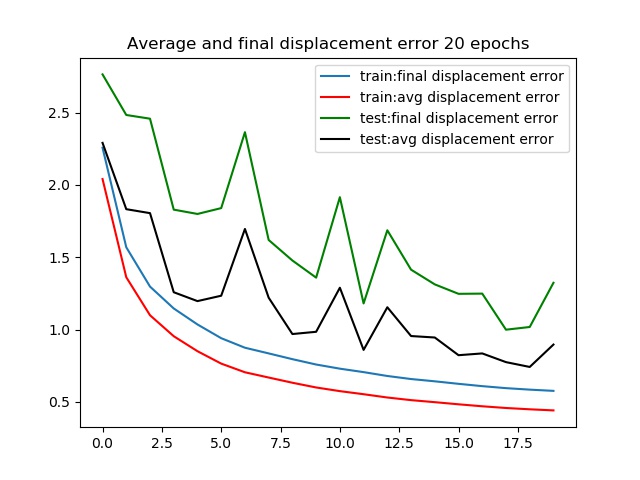 Average and final displacement error 20 epochs
train:final displacement error
train:avg displacement error
test:final displacement error
test:avg displacement error
2.5
2.0
1.5
1.0
0.5
0.0 2.5 5.0 7.5 10.0 12.5 15.0 17.5